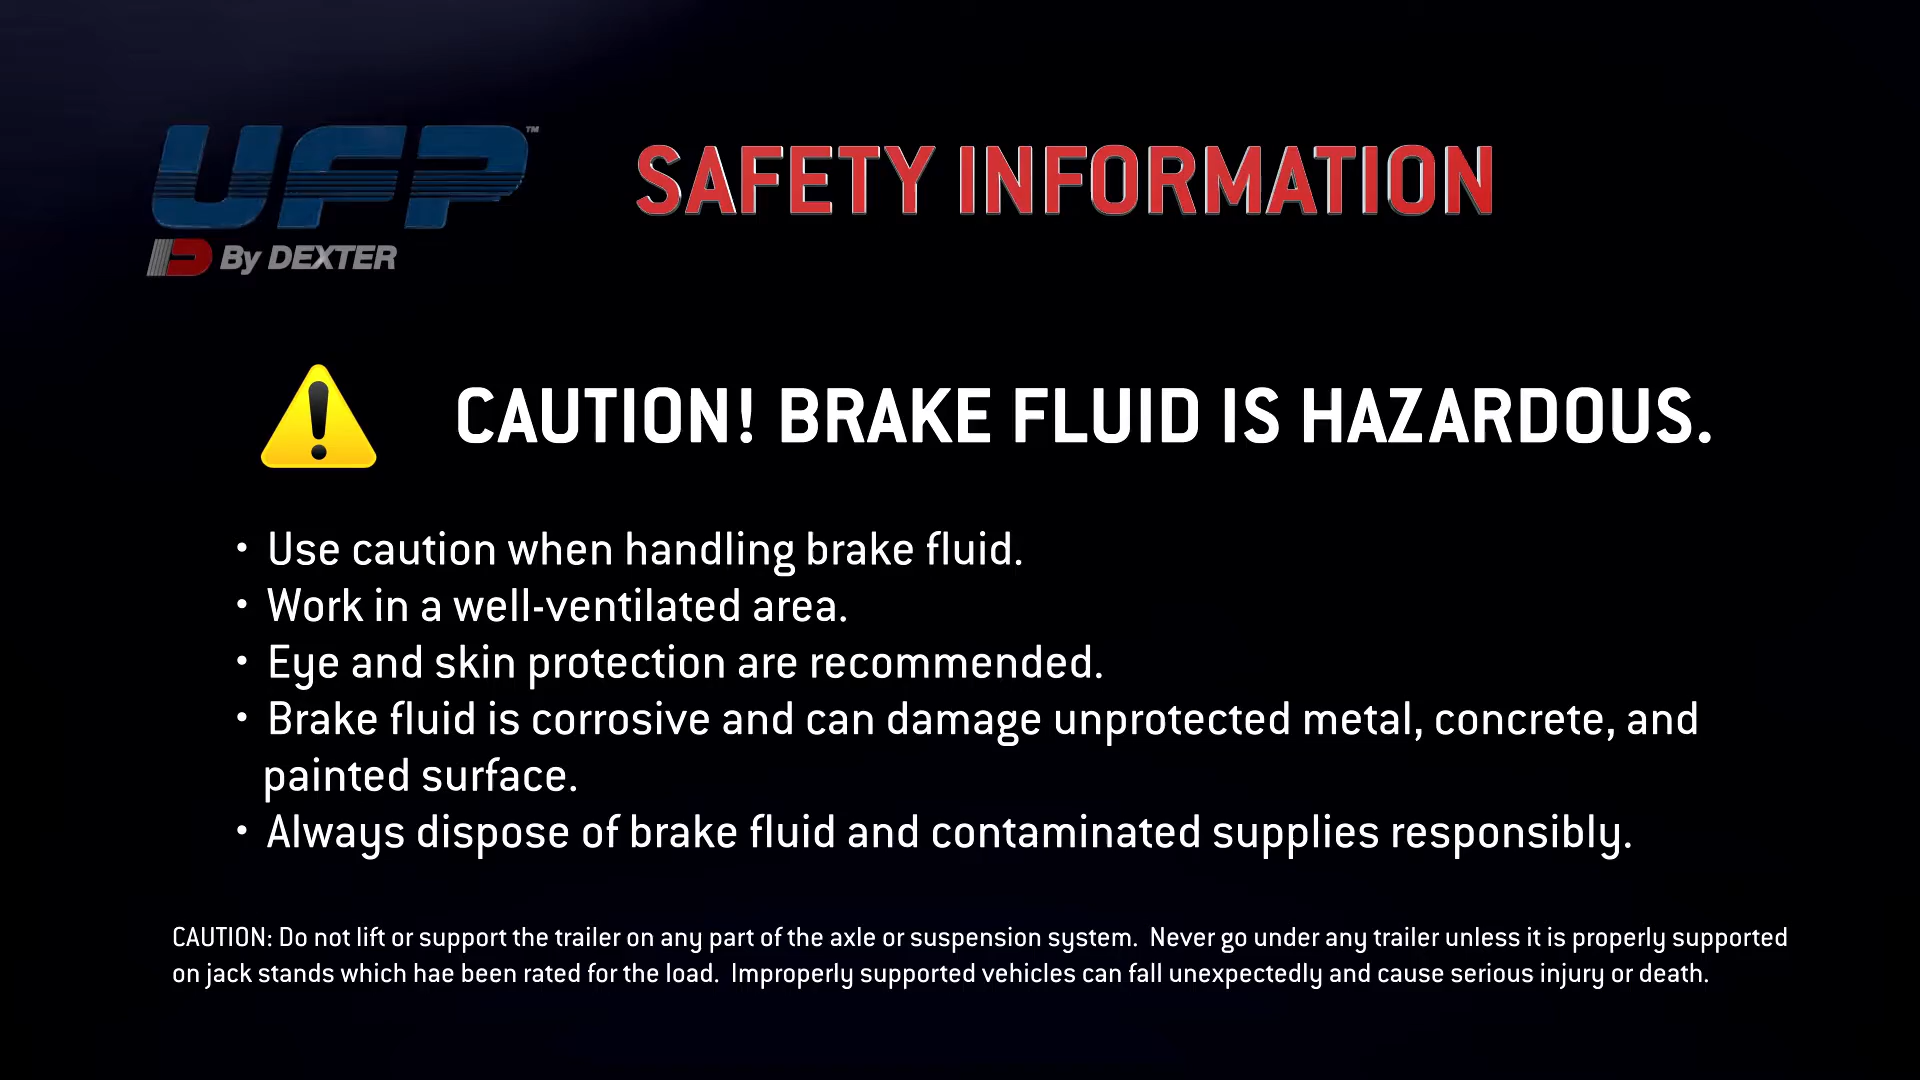 UFP™
By DEXTER
SAFETY INFORMATION
CAUTION! BRAKE FLUID IS HAZARDOUS.
• Use caution when handling brake fluid.
• Work in a well-ventilated area.
• Eye and skin protection are recommended.
• Brake fluid is corrosive and can damage unprotected metal, concrete, and
painted surface.
• Always dispose of brake fluid and contaminated supplies responsibly.
CAUTION: Do not lift or support the trailer on any part of the axle or suspension system.  Never go under any trailer unless it is properly supported
on jack stands which hae been rated for the load.  Improperly supported vehicles can fall unexpectedly and cause serious injury or death.